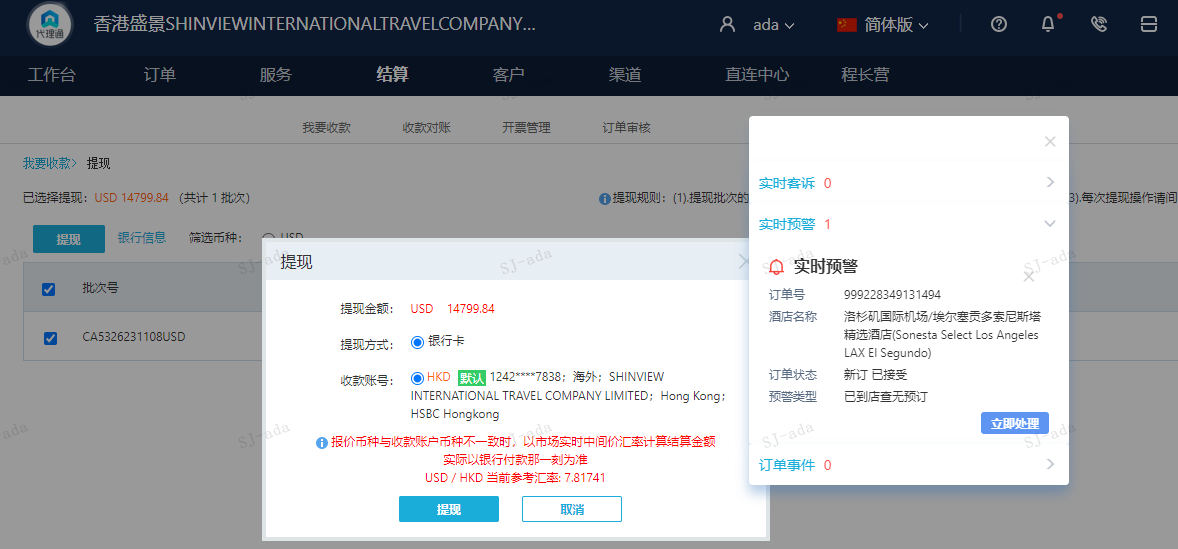 代理通
香港盛景SHINVIEWINTERNATIONALTRAVELCOMPANY...
ada
简体版
工作台
订单
服务
结算
客户
渠道
直连中心
程长营
我要收款
收款对账
开票管理
订单审核
我要收款> 提现
已选择提现：USD 14799.84 （共计 1 批次）
提现规则：(1).提现批次的
3).每次提现操作请间
提现
银行信息
筛选币种：
USD
批次号
CA5326231108USD
提现
提现金额： USD 14799.84
提现方式： 银行卡
收款账号： HKD 默认 1242****7838；海外；SHINVIEW
INTERNATIONAL TRAVEL COMPANY LIMITED；Hong Kong；
HSBC Hongkong
报价币种与收款账户币种不一致时，以市场实时中间价汇率计算结算金额
实际以银行付款那一刻为准
USD / HKD 当前参考汇率: 7.81741
提现
取消
实时客诉 0
实时预警 1
实时预警
订单号 999228349131494
酒店名称 洛杉矶国际机场/埃尔塞贡多索尼斯塔
精选酒店(Sonesta Select Los Angeles
LAX El Segundo)
订单状态 新订 已接受
预警类型 已到店查无预订
立即处理
订单事件 0
SJ-ada